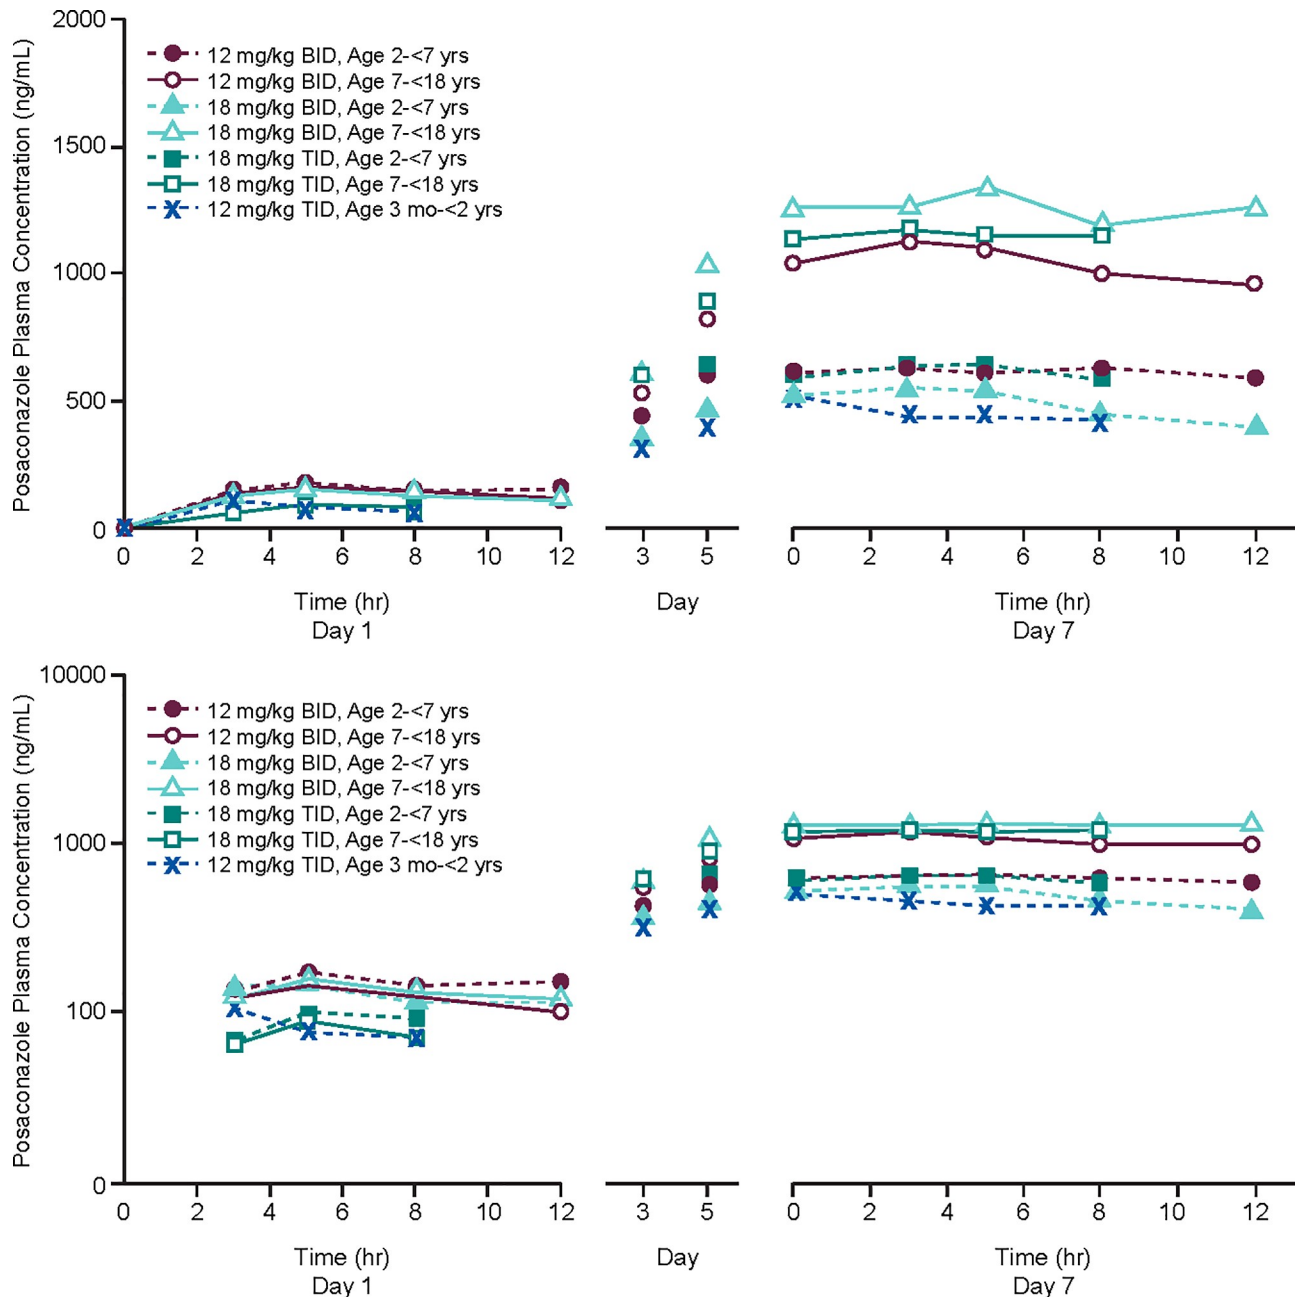 2000
1500
1000
500
0
Posaconazole Plasma Concentration (ng/mL)
12 mg/kg BID, Age 2-<7 yrs
12 mg/kg BID, Age 7-<18 yrs
18 mg/kg BID, Age 2-<7 yrs
18 mg/kg BID, Age 7-<18 yrs
18 mg/kg TID, Age 2-<7 yrs
18 mg/kg TID, Age 7-<18 yrs
12 mg/kg TID, Age 3 mo-<2 yrs
0 2 4 6 8 10 12 3 5 0 2 4 6 8 10 12
Time (hr) Day Time (hr)
Day 1 Day 7
10000
1000
100
0
Posaconazole Plasma Concentration (ng/mL)
12 mg/kg BID, Age 2-<7 yrs
12 mg/kg BID, Age 7-<18 yrs
18 mg/kg BID, Age 2-<7 yrs
18 mg/kg BID, Age 7-<18 yrs
18 mg/kg TID, Age 2-<7 yrs
18 mg/kg TID, Age 7-<18 yrs
12 mg/kg TID, Age 3 mo-<2 yrs
0 2 4 6 8 10 12 3 5 0 2 4 6 8 10 12
Time (hr) Day Time (hr)
Day 1 Day 7